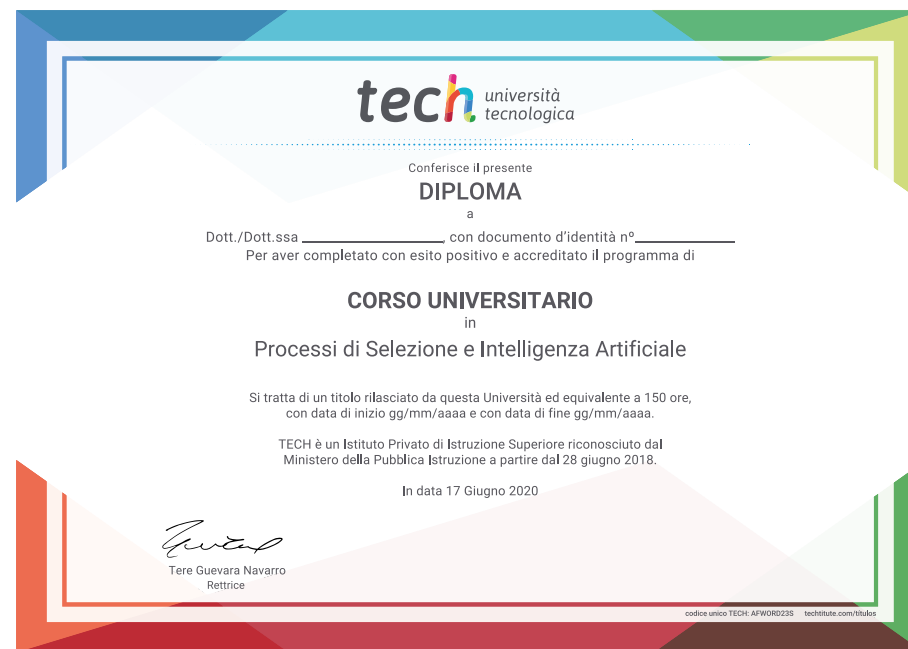 tech università
tecnologica
Conferisce il presente
DIPLOMA
a
Dott./Dott.ssa ____________________, con documento d'identità nº______________
Per aver completato con esito positivo e accreditato il programma di
CORSO UNIVERSITARIO
in
Processi di Selezione e Intelligenza Artificiale
Si tratta di un titolo rilasciato da questa Università ed equivalente a 150 ore,
con data di inizio gg/mm/aaaa e con data di fine gg/mm/aaaa.
TECH è un Istituto Privato di Istruzione Superiore riconosciuto dal
Ministero della Pubblica Istruzione a partire dal 28 giugno 2018.
In data 17 Giugno 2020
Tere Guevara Navarro
Rettrice
codice unico TECH: AFWORD23S techtitute.com/títulos